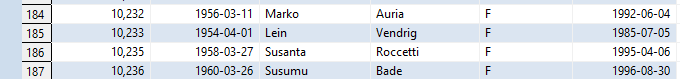 184 10,232 1956-03-11 Marko Auria F 1992-06-04
185 10,233 1954-04-01 Lein Vendrig F 1985-07-05
186 10,235 1958-03-27 Susanta Roccetti F 1995-04-06
187 10,236 1960-03-26 Susumu Bade F 1996-08-30